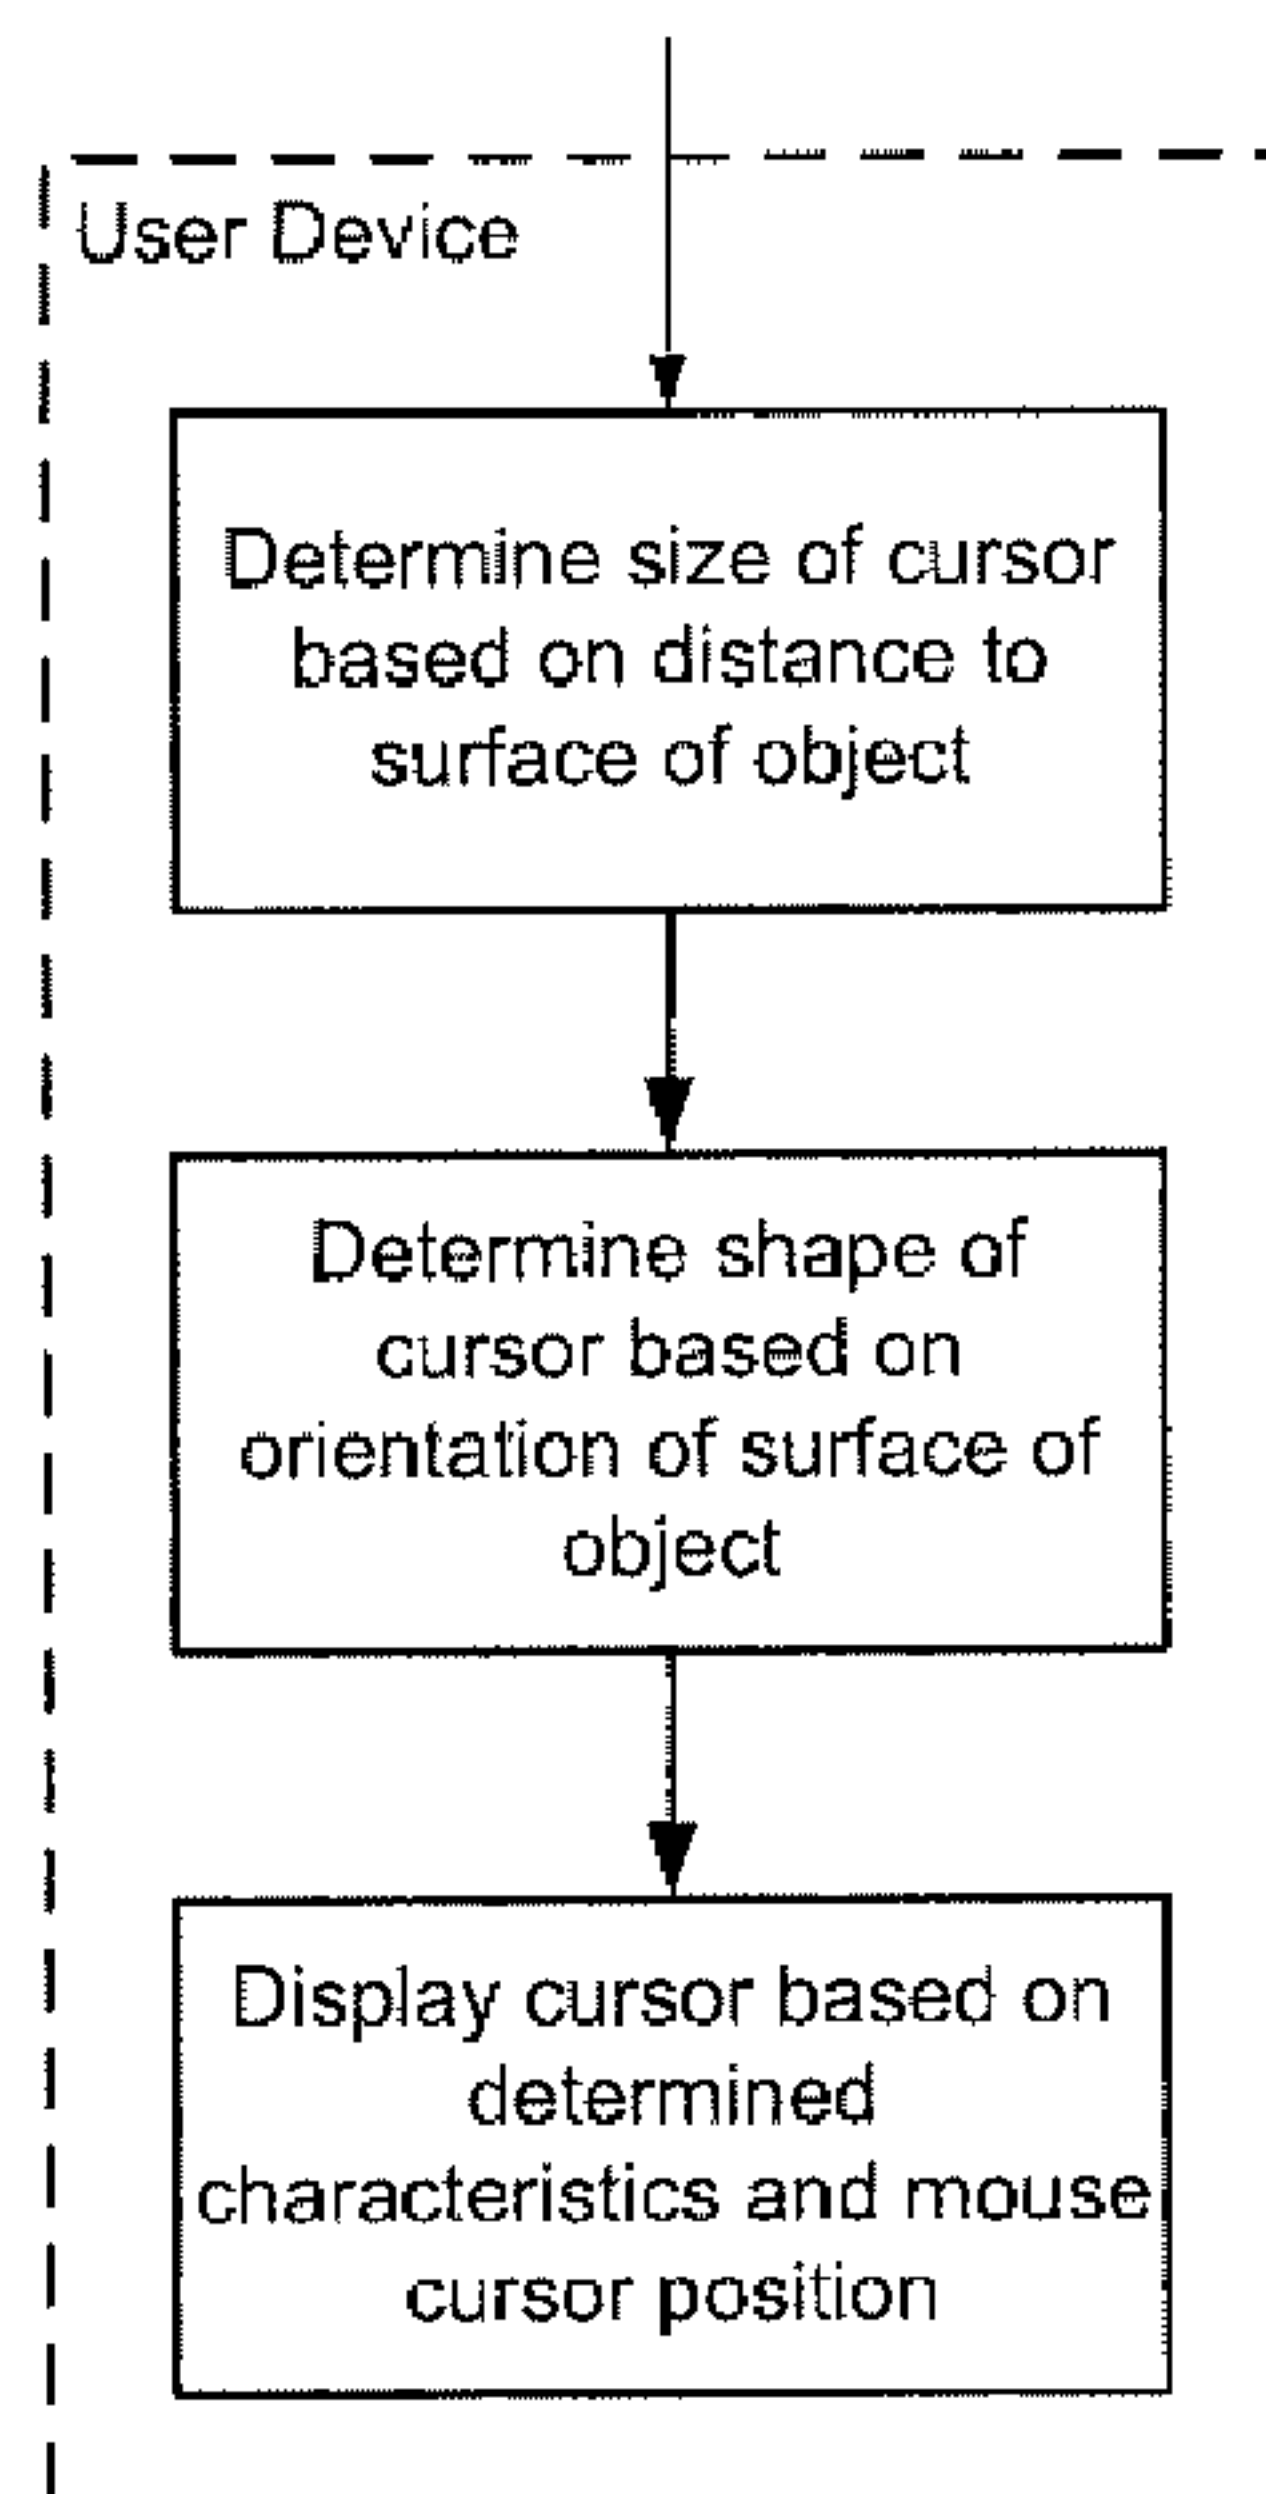 User Device
Determine size of cursor
based on distance to
surface of object
Determine shape of
cursor based on
orientation of surface of
object
Display cursor based on
determined
characteristics and mouse
cursor position